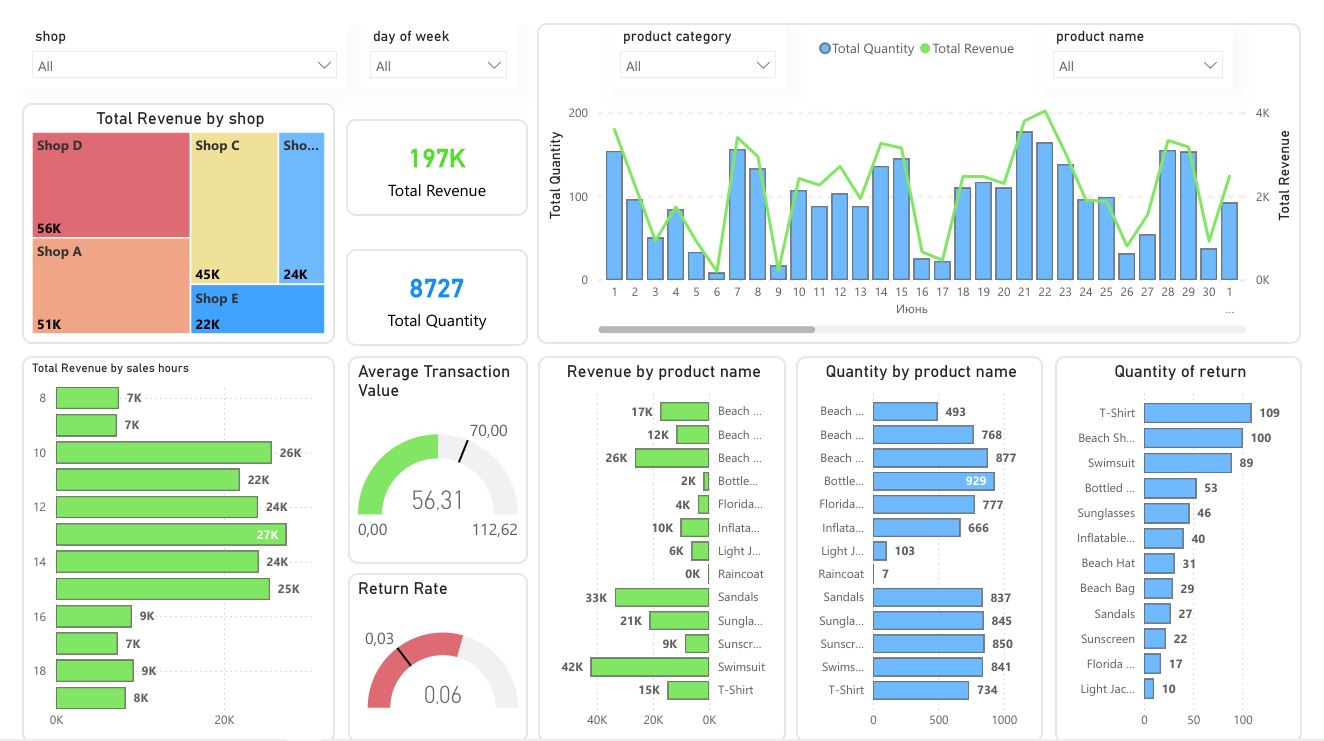 shop
All
day of week
All
product category
All
Total Quantity Total Revenue
product name
All
Total Revenue by shop
Shop D
56K
Shop A
51K
Shop C
45K
Sho...
24K
Shop E
22K
197K
Total Revenue
8727
Total Quantity
Total Quantity
200
100
0
4K
2K
0K
Total Revenue
1 2 3 4 5 6 7 8 9 10 11 12 13 14 15 16 17 18 19 20 21 22 23 24 25 26 27 28 29 30 1
Июнь ...
Total Revenue by sales hours
8 7K
7K
10 26K
22K
12 24K
27K
14 24K
25K
16 9K
7K
18 9K
8K
0K 20K
Average Transaction
Value
70,00
56,31
0,00 112,62
Return Rate
0,03
0,06
Revenue by product name
17K Beach ...
12K Beach ...
26K Beach ...
2K Bottle...
4K Florida...
10K Inflata...
6K Light J...
0K Raincoat
33K Sandals
21K Sungla...
9K Sunscr...
42K Swimsuit
15K T-Shirt
40K 20K 0K
Quantity by product name
Beach ... 493
Beach ... 768
Beach ... 877
Bottle... 929
Florida... 777
Inflata... 666
Light J... 103
Raincoat 7
Sandals 837
Sungla... 845
Sunscr... 850
Swims... 841
T-Shirt 734
0 500 1000
Quantity of return
T-Shirt 109
Beach Sh... 100
Swimsuit 89
Bottled ... 53
Sunglasses 46
Inflatable... 40
Beach Hat 31
Beach Bag 29
Sandals 27
Sunscreen 22
Florida ... 17
Light Jac... 10
0 50 100